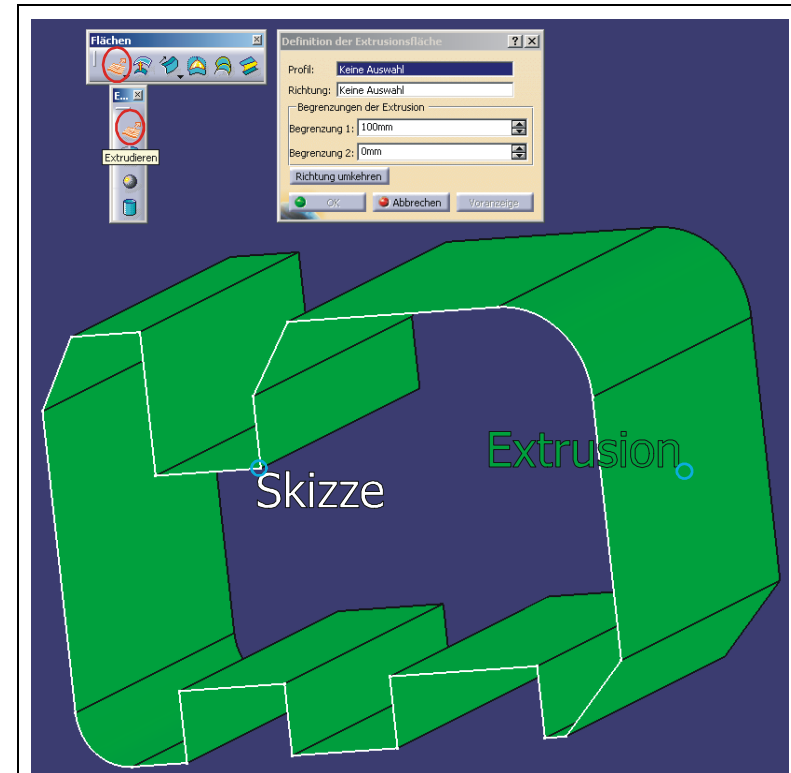 Flächen
E...
Extrudieren
Definition der Extrusionsfläche
Profil: Keine Auswahl
Richtung: Keine Auswahl
Begrenzungen der Extrusion
Begrenzung 1: 100mm
Begrenzung 2: 0mm
Richtung umkehren
OK Abbrechen Voranzeige
Extrusion
Skizze